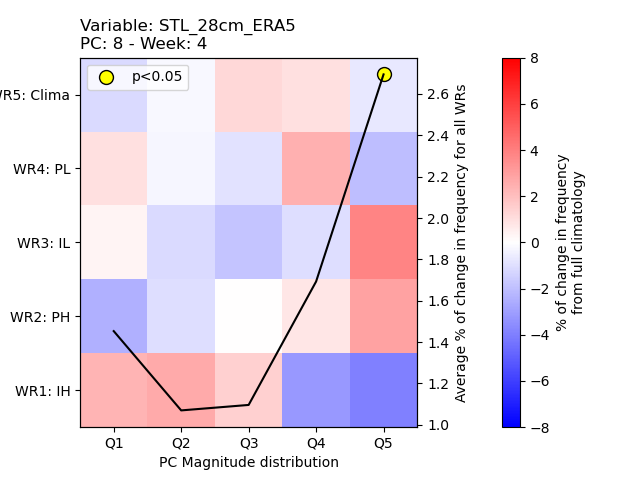 Variable: STL_28cm_ERA5
PC: 8 - Week: 4
p<0.05
WR5: Clima
WR4: PL
WR3: IL
WR2: PH
WR1: IH
Q1 Q2 Q3 Q4 Q5
PC Magnitude distribution
2.6
2.4
2.2
2.0
1.8
1.6
1.4
1.2
1.0
Average % of change in frequency for all WRs
8
6
4
2
0
−2
−4
−6
−8
% of change in frequency
from full climatology